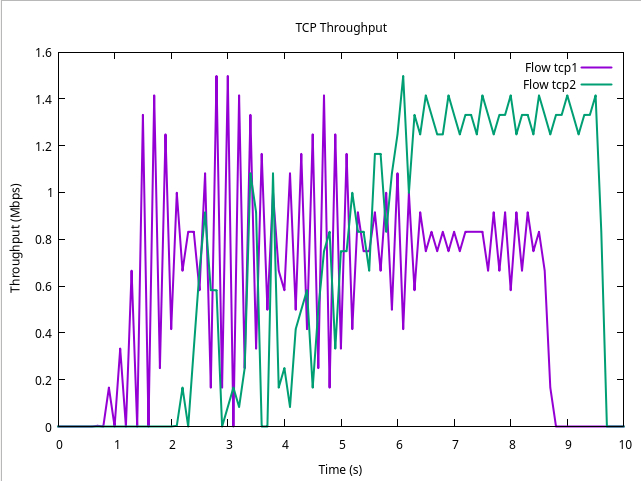 TCP Throughput
1.6
1.4
1.2
1
0.8
0.6
0.4
0.2
0
Throughput (Mbps)
Flow tcp1
Flow tcp2
0 1 2 3 4 5 6 7 8 9 10
Time (s)